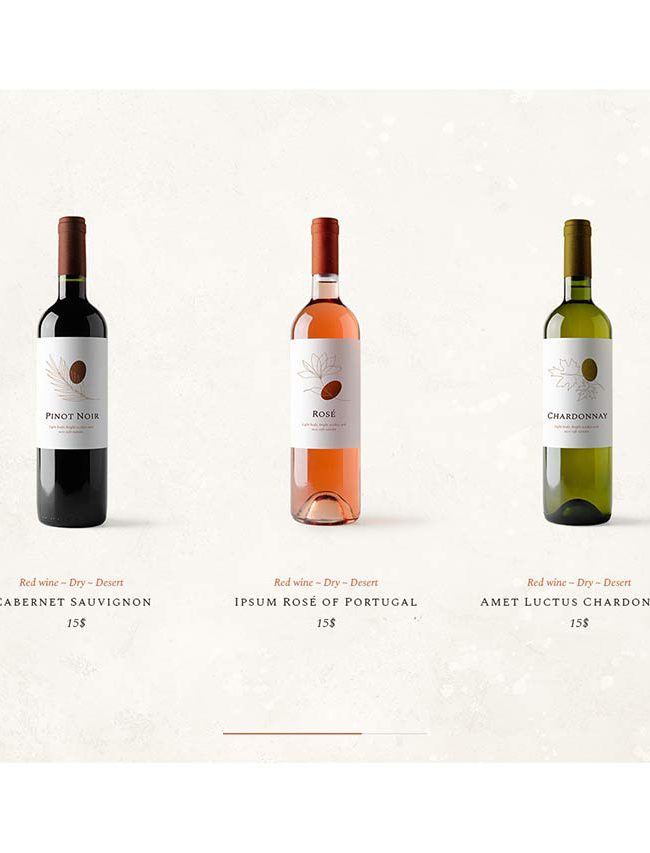 PINOT NOIR
ROSÉ
CHARDONNAY
Red wine ~ Dry ~ Desert
CABERNET SAUVIGNON
15$
Red wine ~ Dry ~ Desert
IPSUM ROSÉ OF PORTUGAL
15$
Red wine ~ Dry ~ Desert
AMET LUCTUS CHARDON
15$